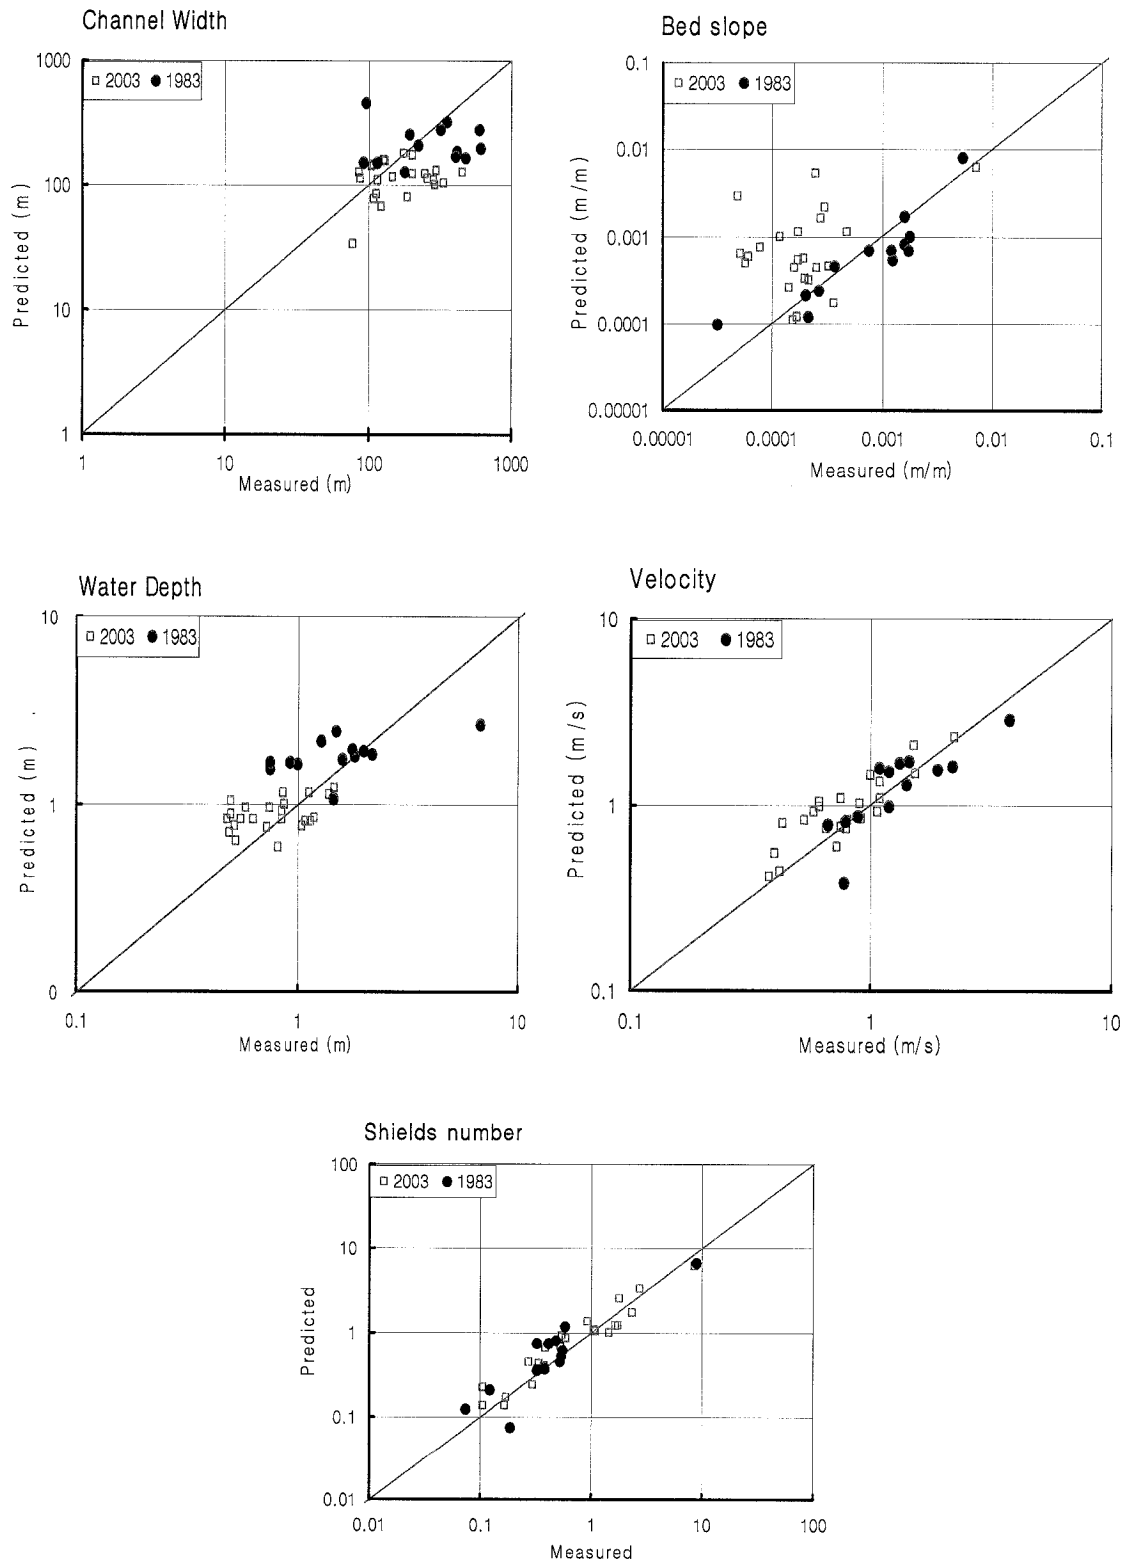 Channel Width
1000
2003 1983
100
10
1
Predicted (m)
1 10 100 1000
Measured (m)
Bed slope
0.1
2003 1983
0.01
0.001
0.0001
0.00001
Predicted (m/m)
0.00001 0.0001 0.001 0.01 0.1
Measured (m/m)
Water Depth
10
2003 1983
1
0
Predicted (m)
0.1 1 10
Measured (m)
Velocity
10
2003 1983
1
0.1
Predicted (m/s)
0.1 1 10
Measured (m/s)
Shields number
100
2003 1983
10
1
0.1
0.01
Predicted
0.01 0.1 1 10 100
Measured